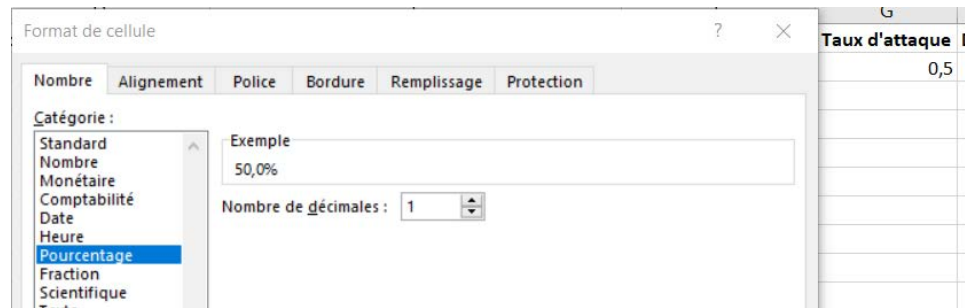 G
Format de cellule ?
Taux d'attaque
0,5
Nombre Alignement Police Bordure Remplissage Protection
Catégorie :
Standard
Nombre
Monétaire
Comptabilité
Date
Heure
Pourcentage
Fraction
Scientifique
Exemple
50,0%
Nombre de décimales : 1